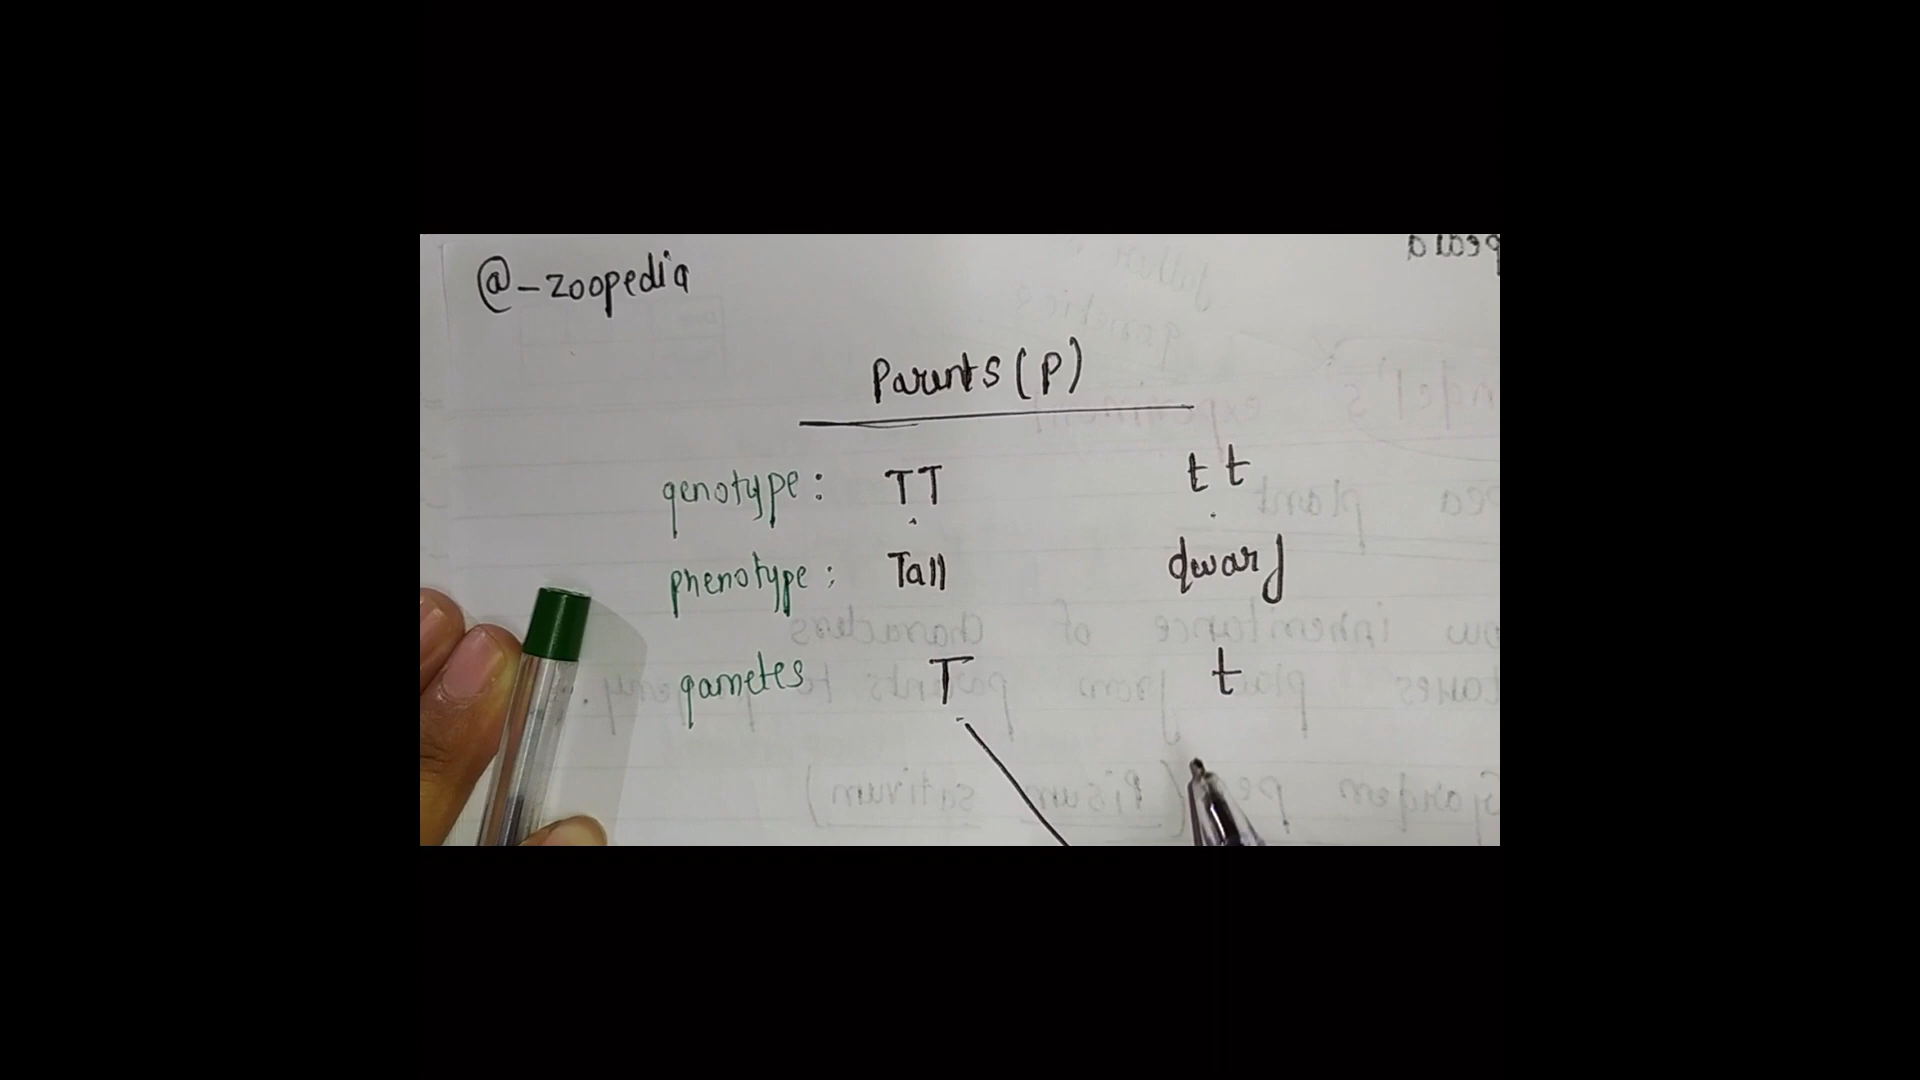 @-zoopedia
Parents (P)
genotype: TT tt
phenotype: Tall dwarf
gametes T t